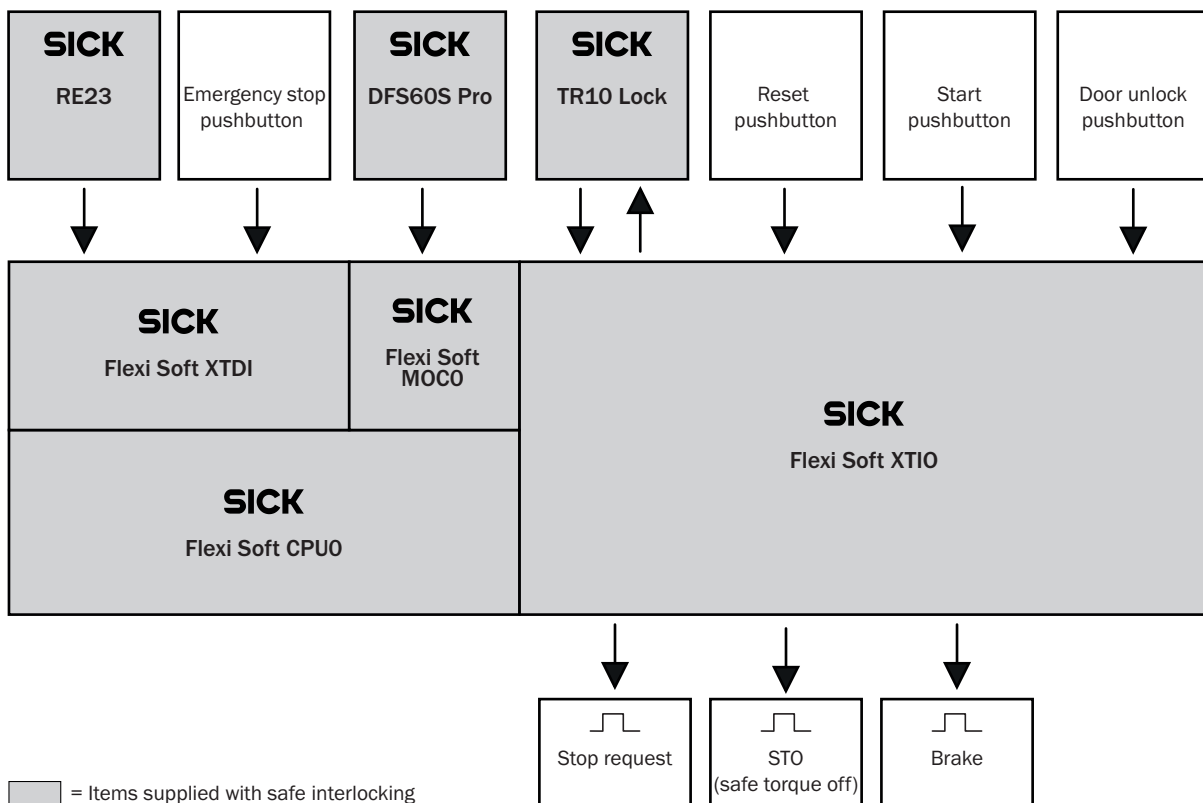 SICK
RE23
Emergency stop
pushbutton
SICK
DFS60S Pro
SICK
TR10 Lock
Reset
pushbutton
Start
pushbutton
Door unlock
pushbutton
SICK
Flexi Soft XTDI
SICK
Flexi Soft
MOC0
SICK
Flexi Soft XTIO
SICK
Flexi Soft CPU0
Stop request
STO
(safe torque off)
Brake
= Items supplied with safe interlocking